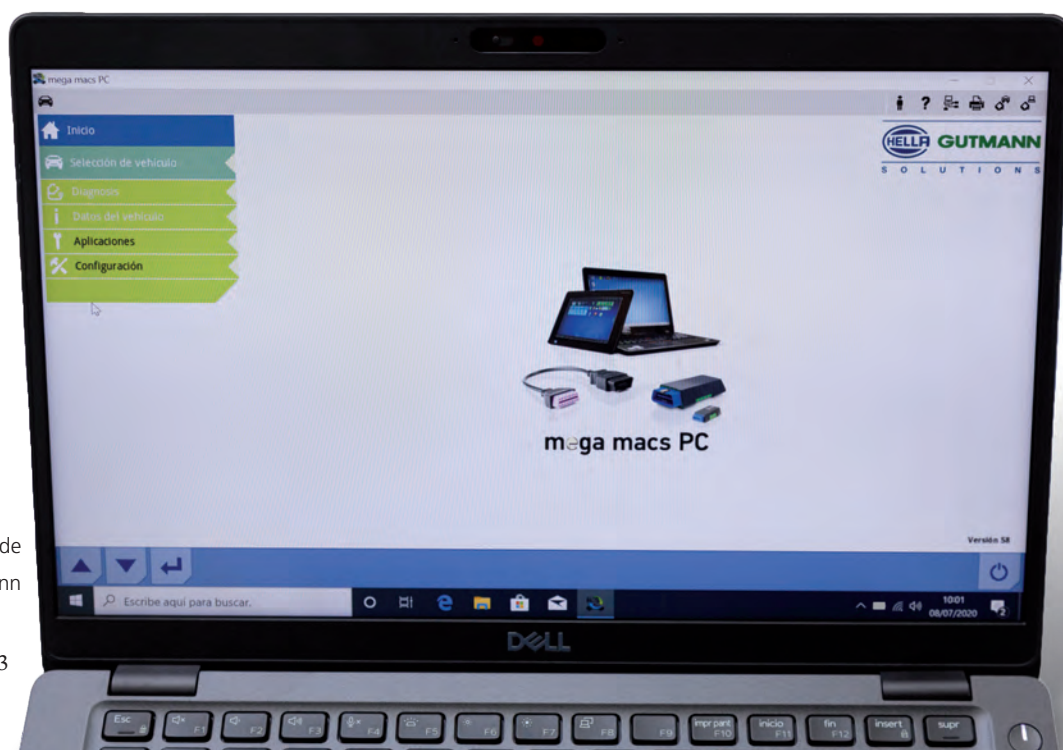 mega macs PC
Inicio
Selección de vehículo
Diagnosis
Datos del vehículo
Aplicaciones
Configuración
?
HELLA GUTMANN
SOLUTIONS
mega macs PC
Versión 58
de
nn
3
Escribe aquí para buscar.
10:01
08/07/2020
2
DELL
Esc
F1
F2
F3
F4
F5
F6
F7
F8
F9
impr pant
F10
inicio
F11
fin
F12
insert
supr